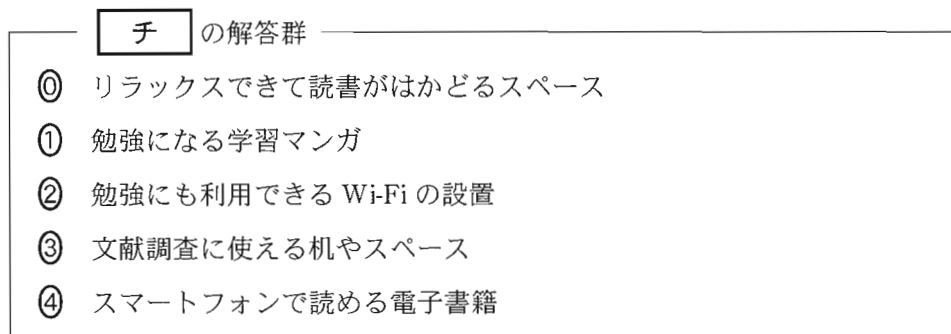 チ の解答群
⓪ リラックスできて読書がはかどるスペース
① 勉強になる学習マンガ
② 勉強にも利用できる Wi-Fi の設置
③ 文献調査に使える机やスペース
④ スマートフォンで読める電子書籍